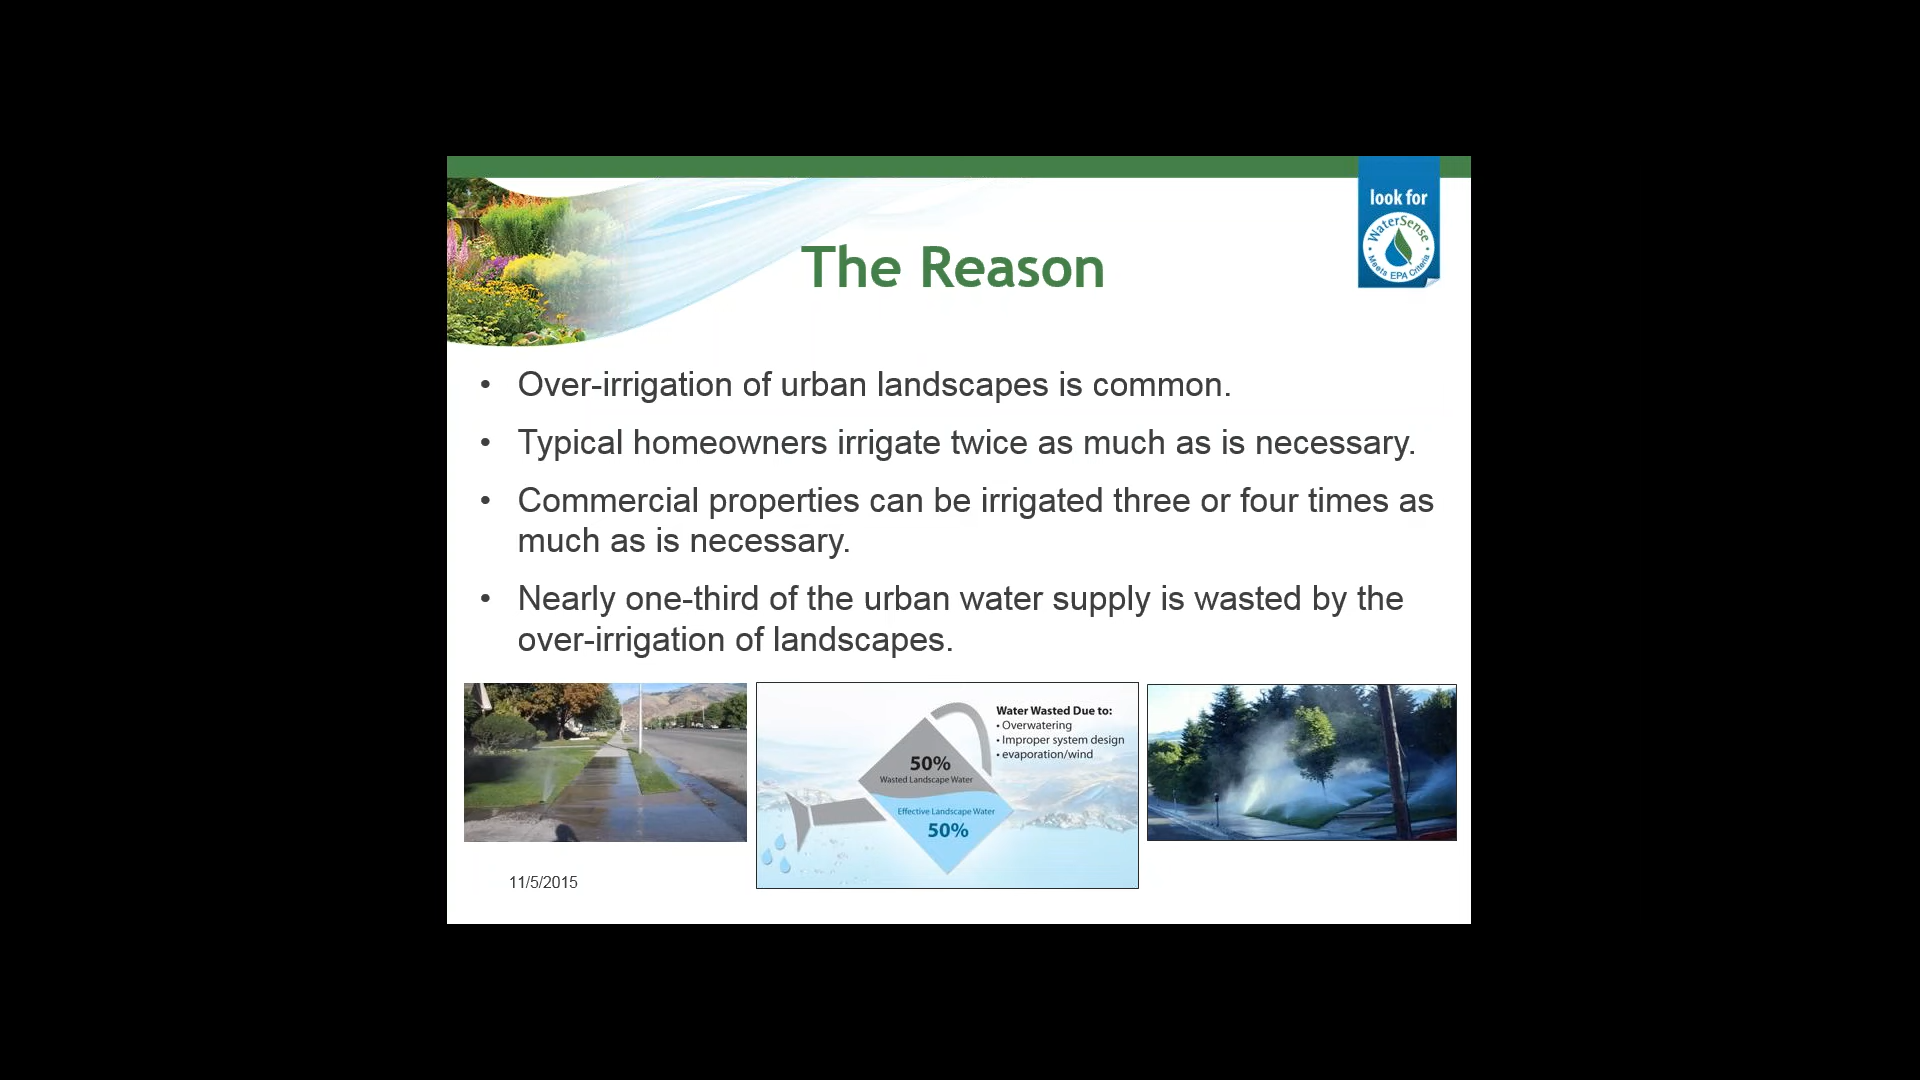 look for
WaterSense
Meets EPA Criteria
The Reason
• Over-irrigation of urban landscapes is common.
• Typical homeowners irrigate twice as much as is necessary.
• Commercial properties can be irrigated three or four times as
much as is necessary.
• Nearly one-third of the urban water supply is wasted by the
over-irrigation of landscapes.
Water Wasted Due to:
• Overwatering
• Improper system design
• evaporation/wind
50%
Wasted Landscape Water
Effective Landscape Water
50%
11/5/2015